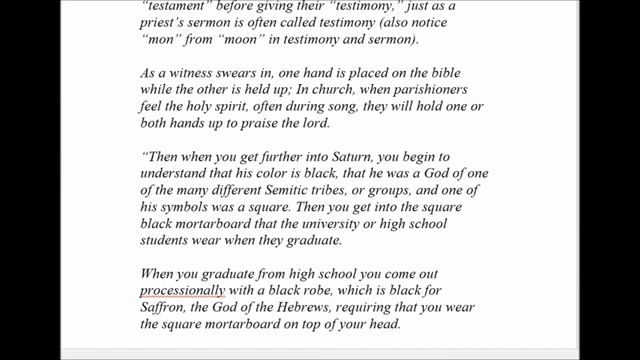 “testament” before giving their “testimony,” just as a
priest’s sermon is often called testimony (also notice
“mon” from “moon” in testimony and sermon).
As a witness swears in, one hand is placed on the bible
while the other is held up; In church, when parishioners
feel the holy spirit, often during song, they will hold one or
both hands up to praise the lord.
“Then when you get further into Saturn, you begin to
understand that his color is black, that he was a God of one
of the many different Semitic tribes, or groups, and one of
his symbols was a square. Then you get into the square
black mortarboard that the university or high school
students wear when they graduate.
When you graduate from high school you come out
processionally with a black robe, which is black for
Saffron, the God of the Hebrews, requiring that you wear
the square mortarboard on top of your head.